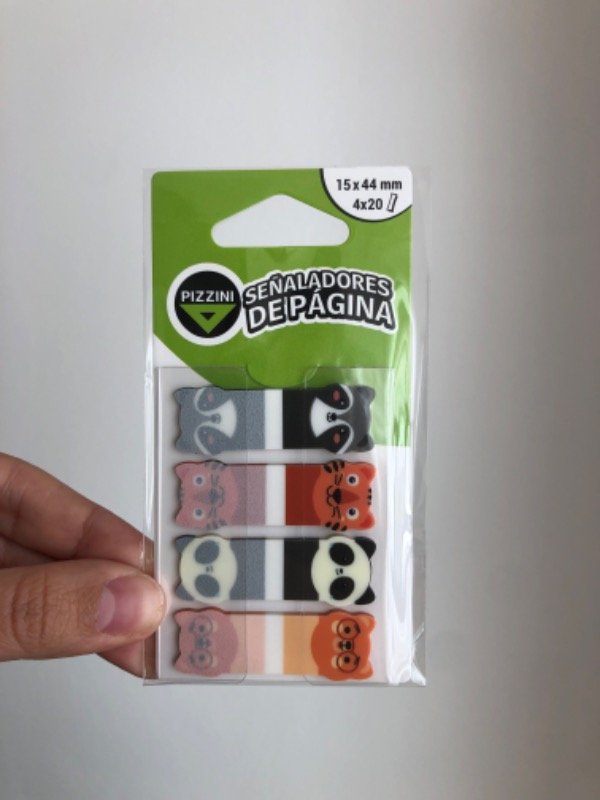 15 x 44 mm
4x20
PIZZINI
SEÑALADORES
DE PÁGINA